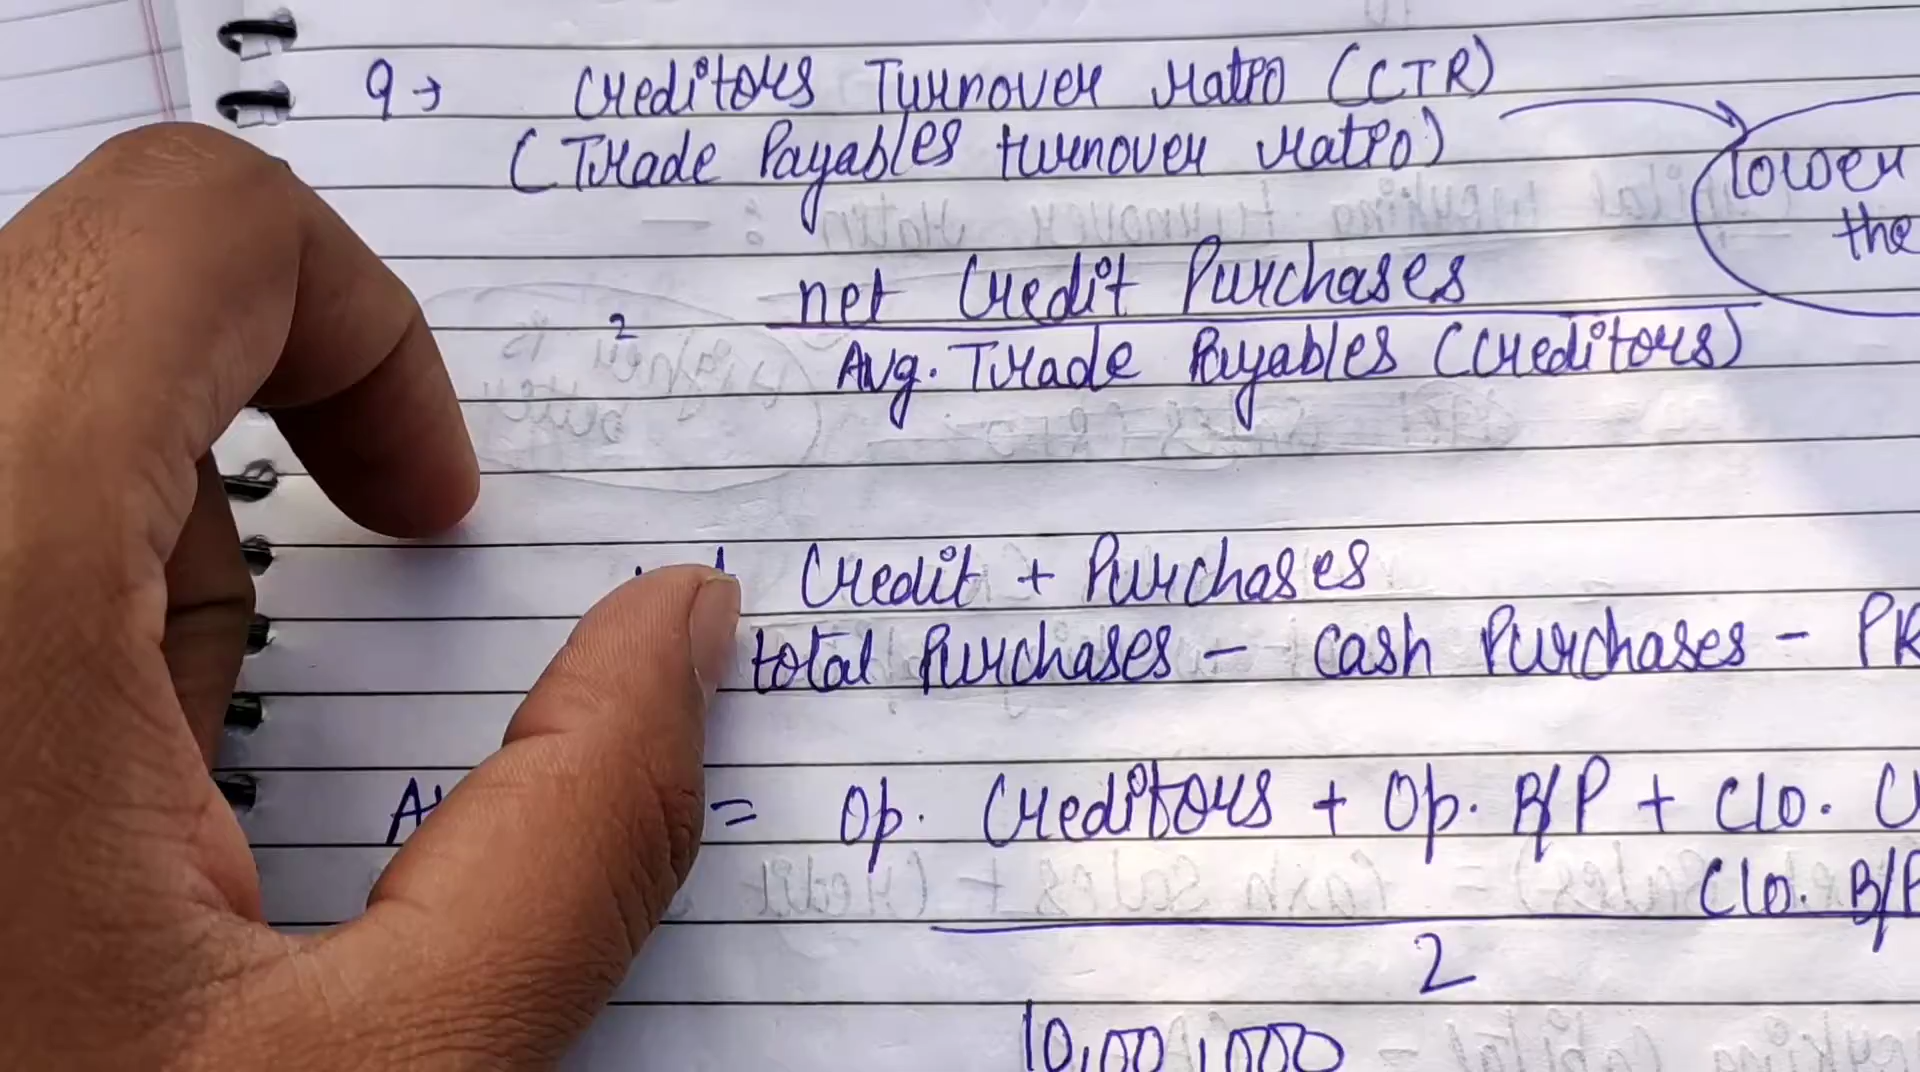 9→ Creditors Turnover ratio (CTR)
(Trade Payables turnover ratio)
lower
the
net Credit Purchases
Avg. Trade Payables (Creditors)
Credit + Purchases
total Purchases - cash Purchases - PR
= Op. Creditors + Op. B/P + Clo.
Clo. B/P
2
10,00,000